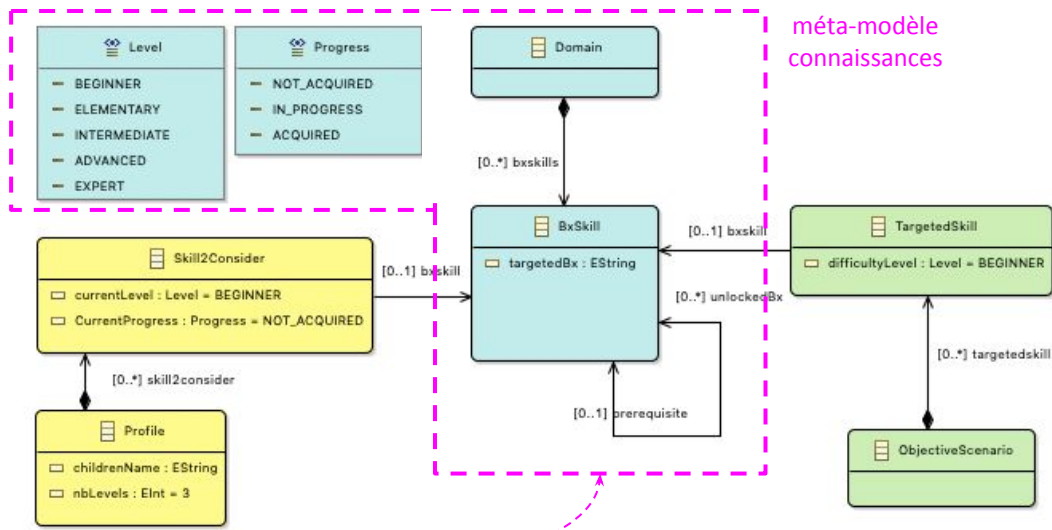 méta-modèle
connaissances
Level
BEGINNER
ELEMENTARY
INTERMEDIATE
ADVANCED
EXPERT
Progress
NOT_ACQUIRED
IN_PROGRESS
ACQUIRED
Domain
[0..*] bxskills
BxSkill
targetedBx : EString
[0..1] bxskill
TargetedSkill
difficultyLevel : Level = BEGINNER
Skill2Consider
currentLevel : Level = BEGINNER
CurrentProgress : Progress = NOT_ACQUIRED
[0..1] bxskill
[0..*] unlockedBx
[0..1] prerequisite
[0..*] skill2consider
[0..*] targetedskill
Profile
childrenName : EString
nbLevels : EInt = 3
ObjectiveScenario